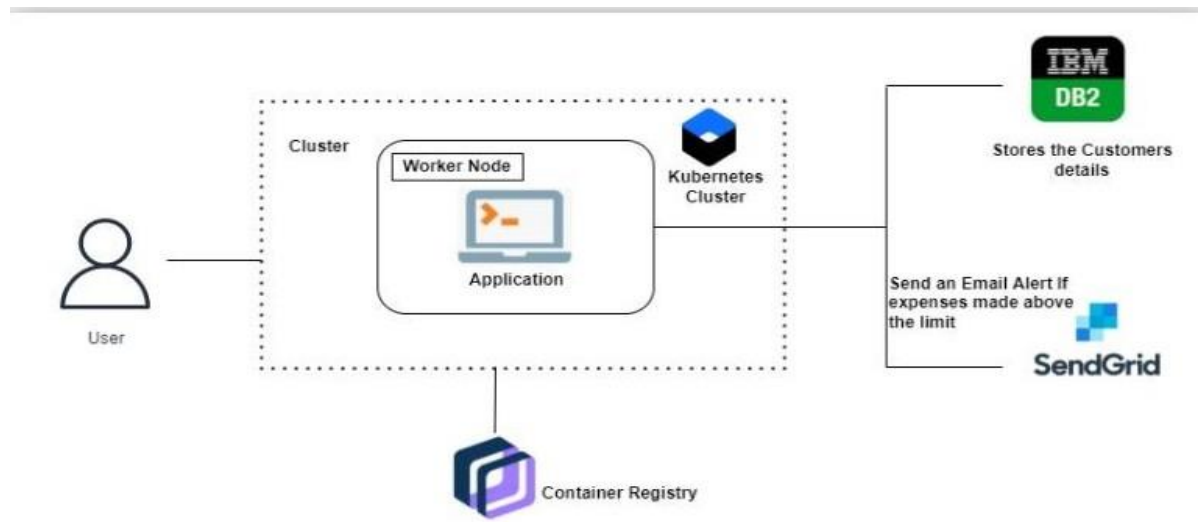 IBM
DB2
Stores the Customers
details
Cluster
Worker Node
Kubernetes
Cluster
Application
User
Send an Email Alert If
expenses made above
the limit
SendGrid
Container Registry